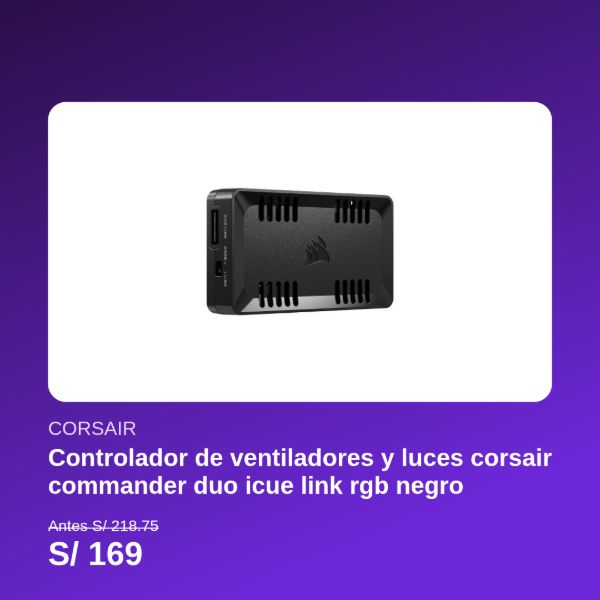 CORSAIR
Controlador de ventiladores y luces corsair
commander duo icue link rgb negro
Antes S/ 218.75
S/ 169